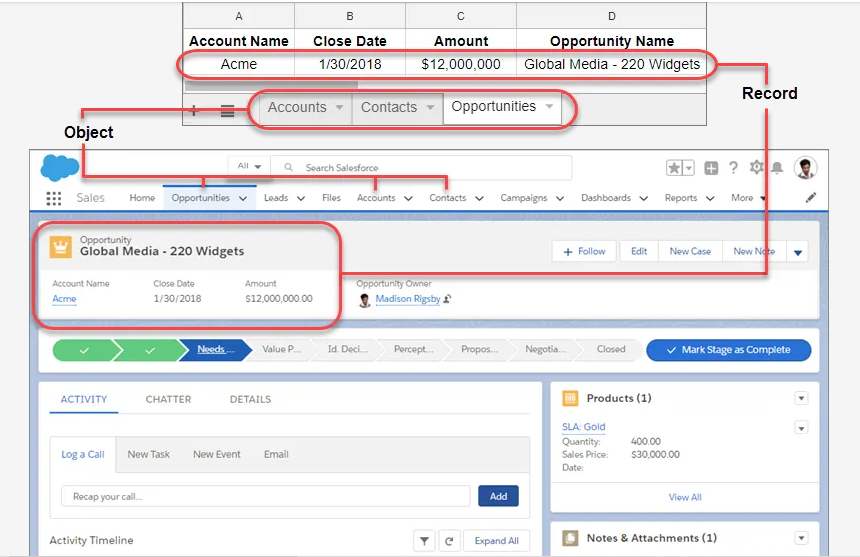 A B C D
Account Name Close Date Amount Opportunity Name
Acme 1/30/2018 $12,000,000 Global Media - 220 Widgets
+ Accounts Contacts Opportunities
Record
Object
All Search Salesforce
Sales Home Opportunities Leads Files Accounts Contacts Campaigns Dashboards Reports More
Opportunity
Global Media - 220 Widgets
+ Follow Edit New Case New Note
Account Name Close Date Amount Opportunity Owner
Acme 1/30/2018 $12,000,000.00 Madison Rigsby
Needs ... Value P... Id. Deci... Percept... Propos... Negotia... Closed Mark Stage as Complete
ACTIVITY CHATTER DETAILS
Log a Call New Task New Event Email
Recap your call... Add
Activity Timeline Expand All
Products (1)
SLA: Gold
Quantity: 400.00
Sales Price: $30,000.00
Date:
View All
Notes & Attachments (1)